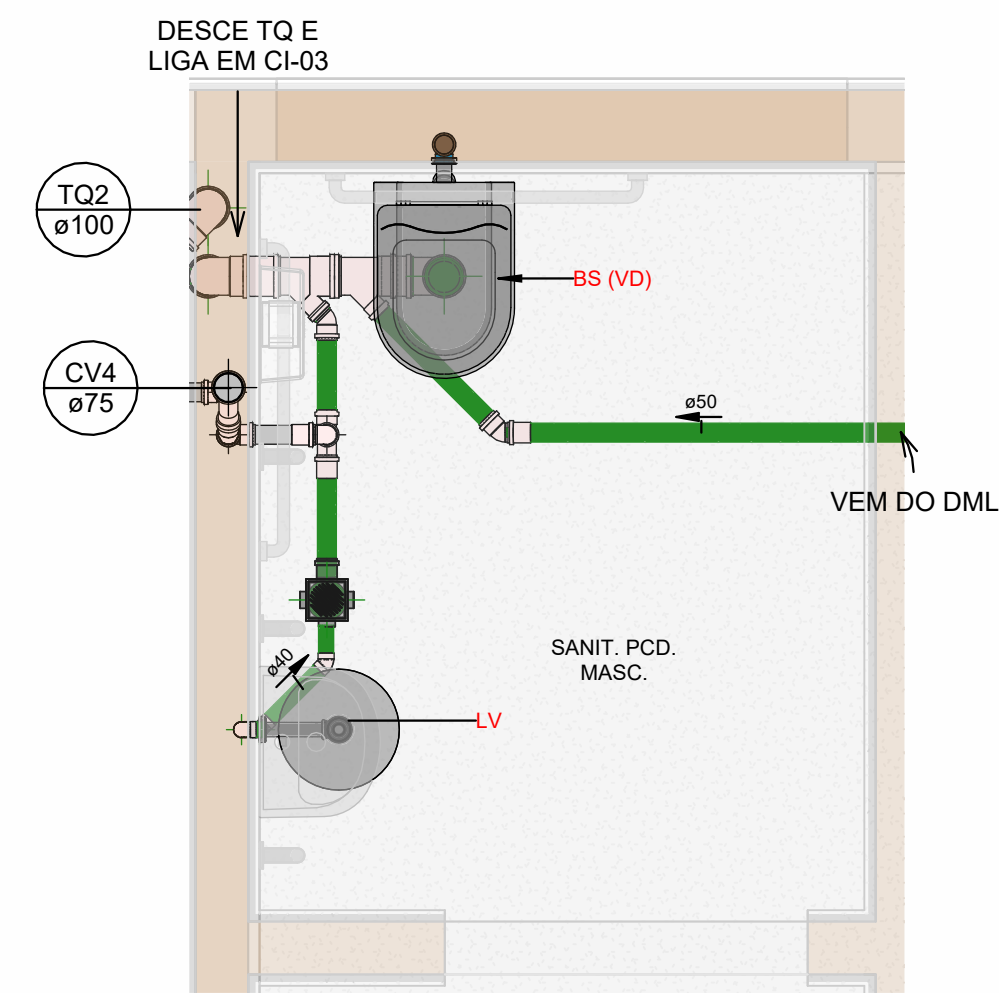 DESCE TQ E
LIGA EM CI-03
TQ2
ø100
BS (VD)
CV4
ø75
ø50
VEM DO DML
SANIT. PCD.
MASC.
ø40
LV